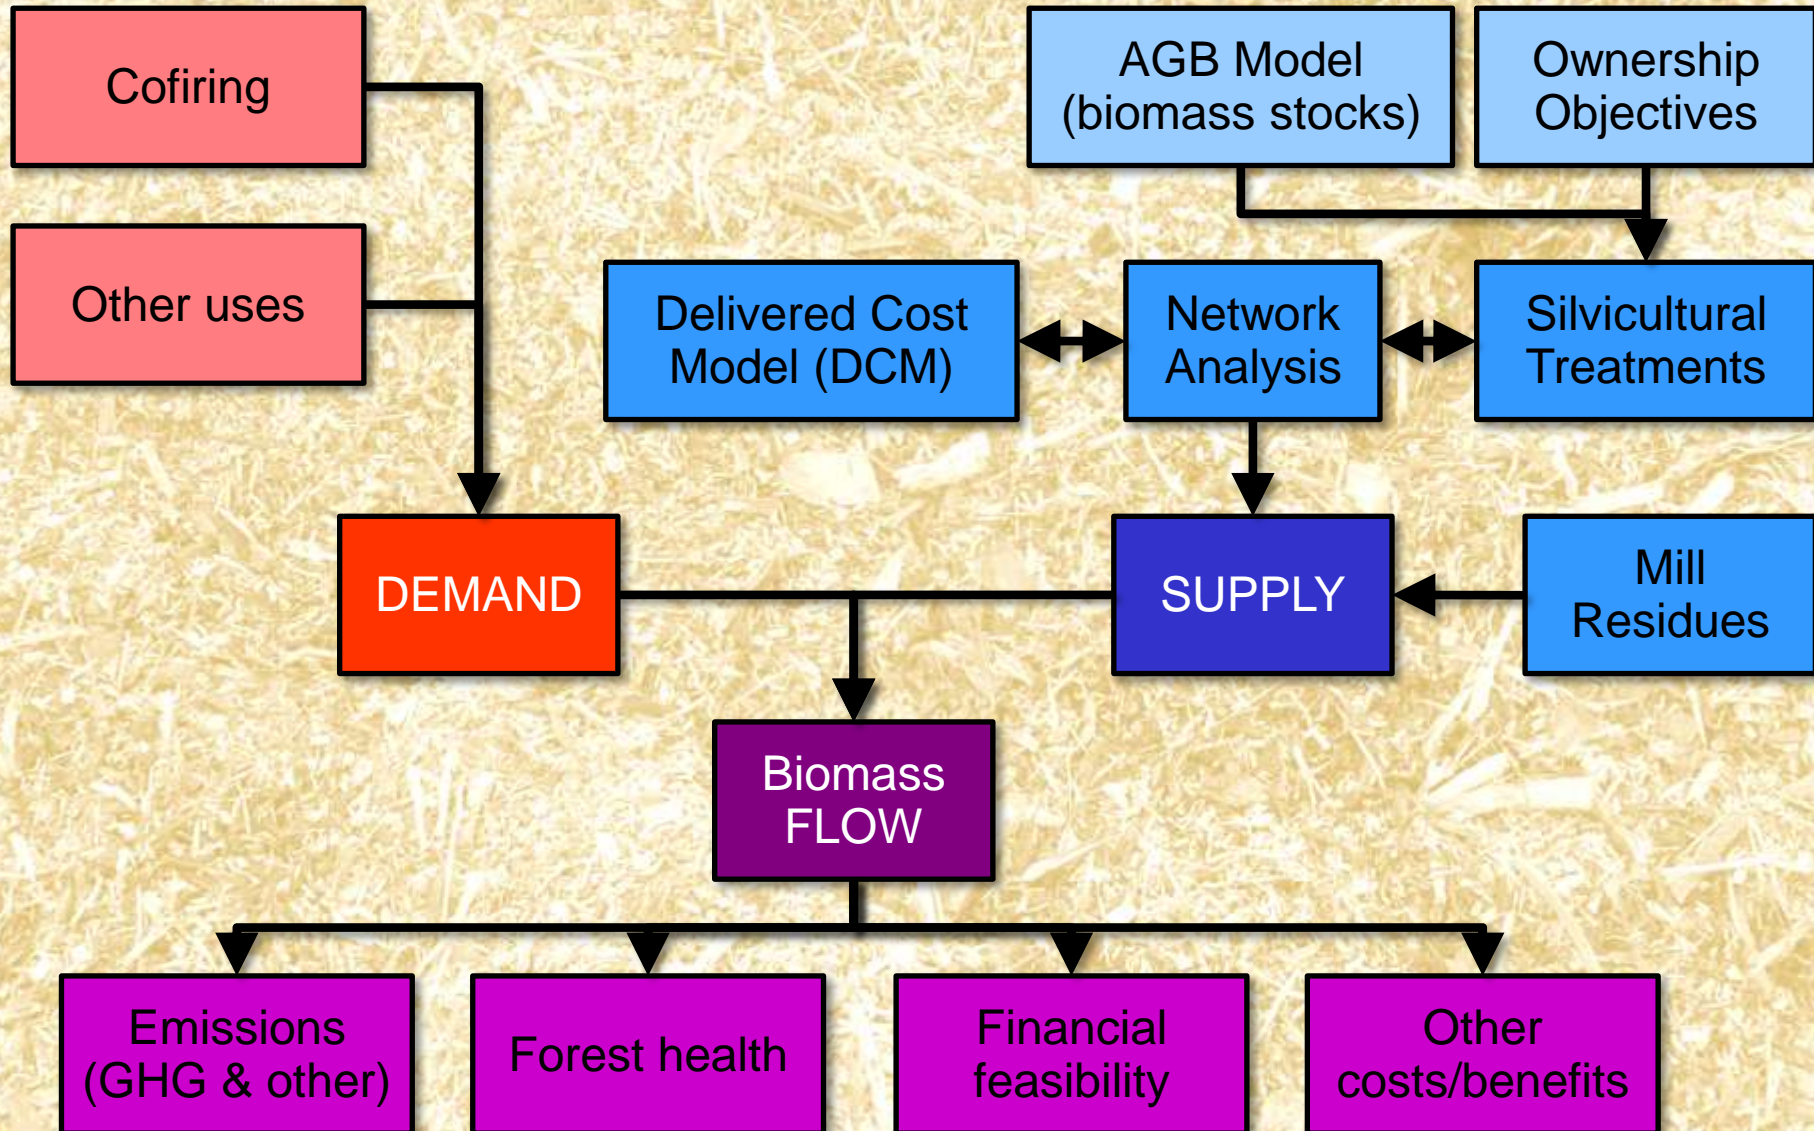 Cofiring
AGB Model
(biomass stocks)
Ownership
Objectives
Other uses
Delivered Cost
Model (DCM)
Network
Analysis
Silvicultural
Treatments
DEMAND
SUPPLY
Mill
Residues
Biomass
FLOW
Emissions
(GHG & other)
Forest health
Financial
feasibility
Other
costs/benefits